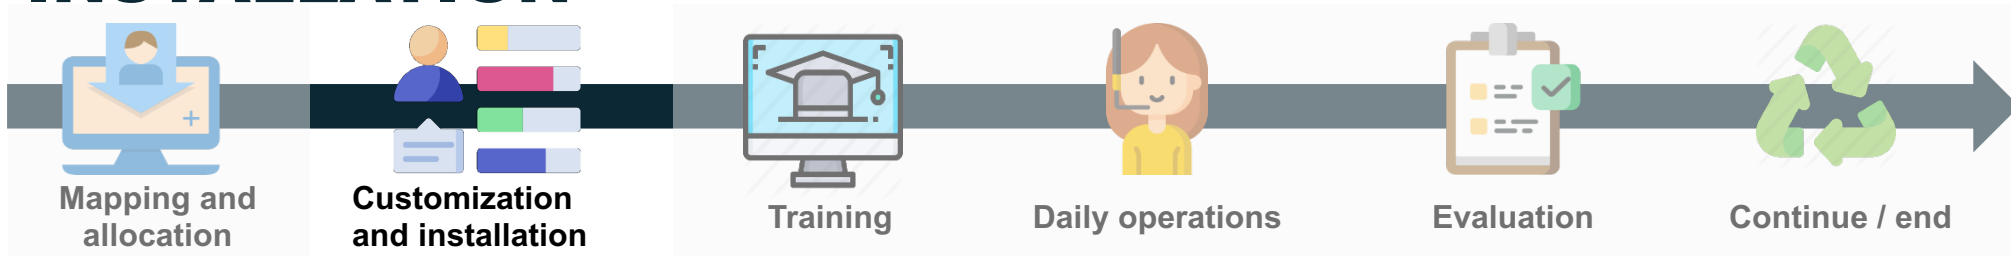 Mapping and
allocation
Customization
and installation
Training
Daily operations
Evaluation
Continue / end